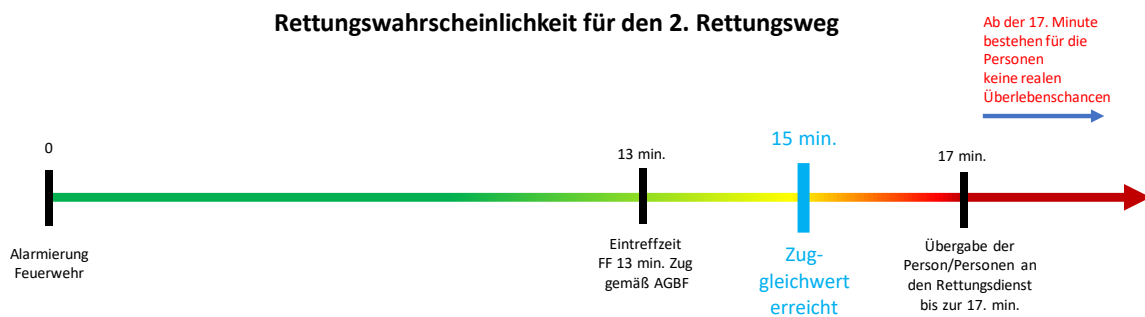 Rettungswahrscheinlichkeit für den 2. Rettungsweg
Ab der 17. Minute
bestehen für die
Personen
keine realen
Überlebenschancen
0
13 min.
15 min.
17 min.
Alarmierung
Feuerwehr
Eintreffzeit
FF 13 min. Zug
gemäß AGBF
Zug-
gleichwert
erreicht
Übergabe der
Person/Personen an
den Rettungsdienst
bis zur 17. min.